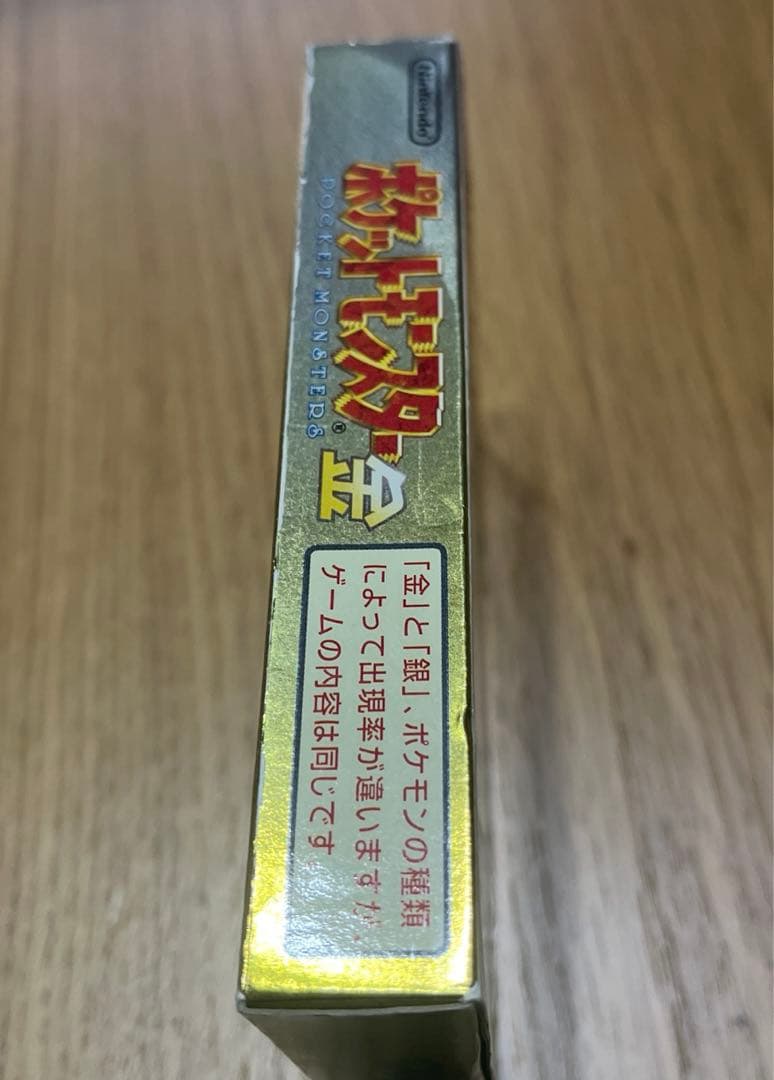 Nintendo®
ポケットモンスター
POCKET MONSTERS®
金
「金」と「銀」、ポケモンの種類
によって出現率が違いますが、
ゲームの内容は同じです。